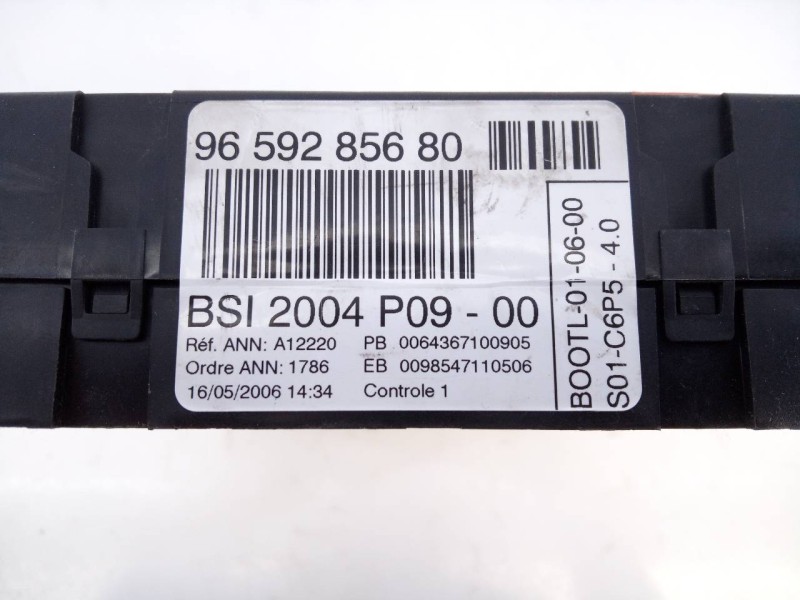 96 592 856 80
BSI 2004 P09 - 00
Réf. ANN: A12220 PB 0064367100905
Ordre ANN: 1786 EB 0098547110506
16/05/2006 14:34 Controle 1
BOOTL-01-06-00
S01-C6P5 - 4.0